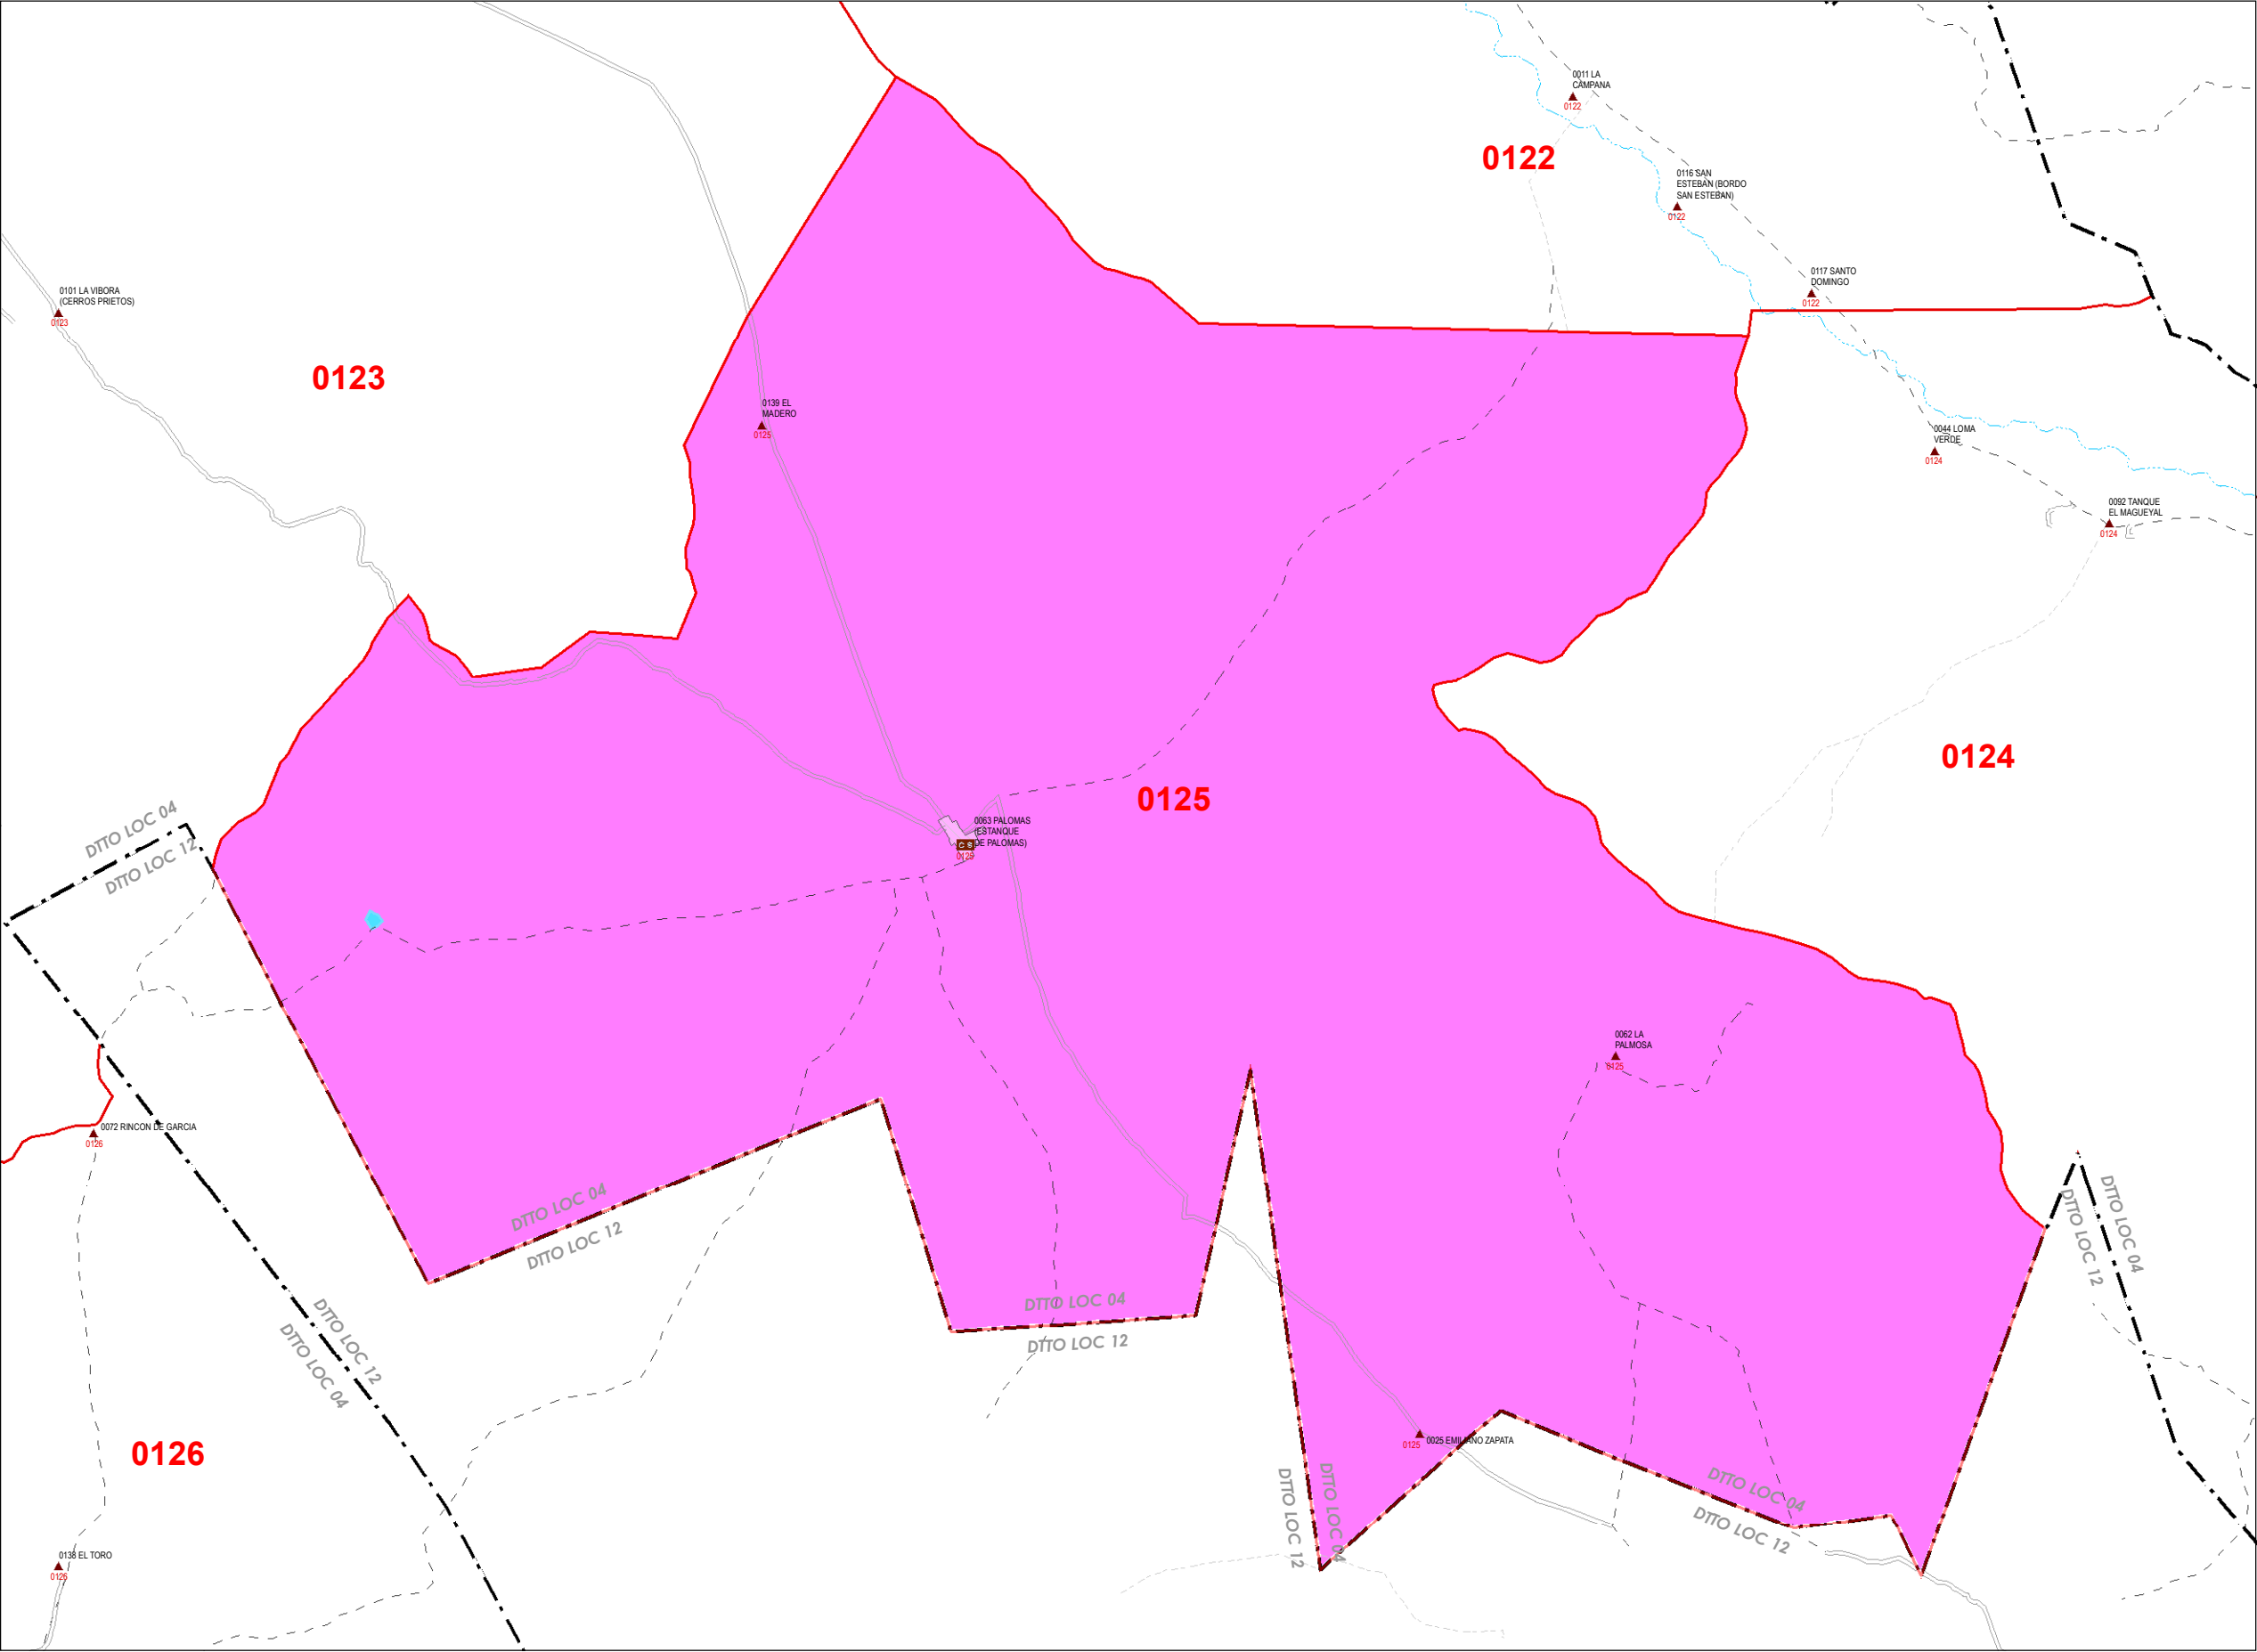 0011 LA
CAMPANA
0122
0122
0116 SAN
ESTEBAN (BORDO
SAN ESTEBAN)
0122
0117 SANTO
DOMINGO
0122
0101 LA VIBORA
(CERROS PRIETOS)
0123
0123
0139 EL
MADERO
0125
0044 LOMA
VERDE
0124
0092 TANQUE
EL MAGUEYAL
0124
0124
0125
0063 PALOMAS
(ESTANQUE
DE PALOMAS)
C S
0125
DTTO LOC 04
DTTO LOC 12
0062 LA
PALMOSA
0125
0072 RINCON DE GARCIA
0126
DTTO LOC 04
DTTO LOC 12
DTTO LOC 04
DTTO LOC 12
DTTO LOC 04
DTTO LOC 12
DTTO LOC 12
DTTO LOC 04
0025 EMILIANO ZAPATA
0125
0126
DTTO LOC 04
DTTO LOC 12
DTTO LOC 04
DTTO LOC 12
0138 EL TORO
0126